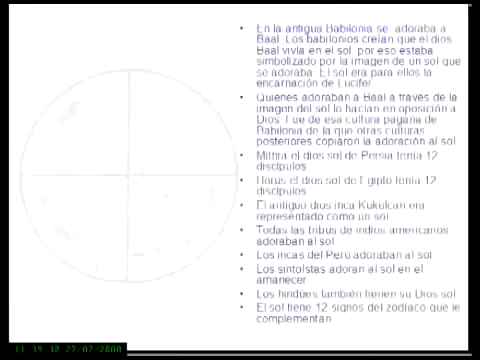 En la antigua Babilonia se adoraba a
Baal. Los babilonios creían que el dios
Baal vivía en el sol, por eso estaba
simbolizado por la imagen de un sol que
se adoraba. El sol era para ellos la
encarnación de Lucifer
Quienes adoraban a Baal a través de la
imagen del sol lo hacían en oposición a
Dios. Fue de esa cultura pagana de
Babilonia de la que otras culturas
posteriores copiaron la adoración al sol
Mithra el dios sol de Persia tenía 12
discípulos
Horus el dios sol de Egipto tenía 12
discípulos
El antiguo dios inca Kukulcan era
representado como un sol
Todas las tribus de indios americanos
adoraban al sol
Los incas del Perú adoraban al sol
Los sintoístas adoran al sol en el
amanecer
Los hindúes también tienen su Dios sol
El sol tiene 12 signos del zodíaco que le
complementan